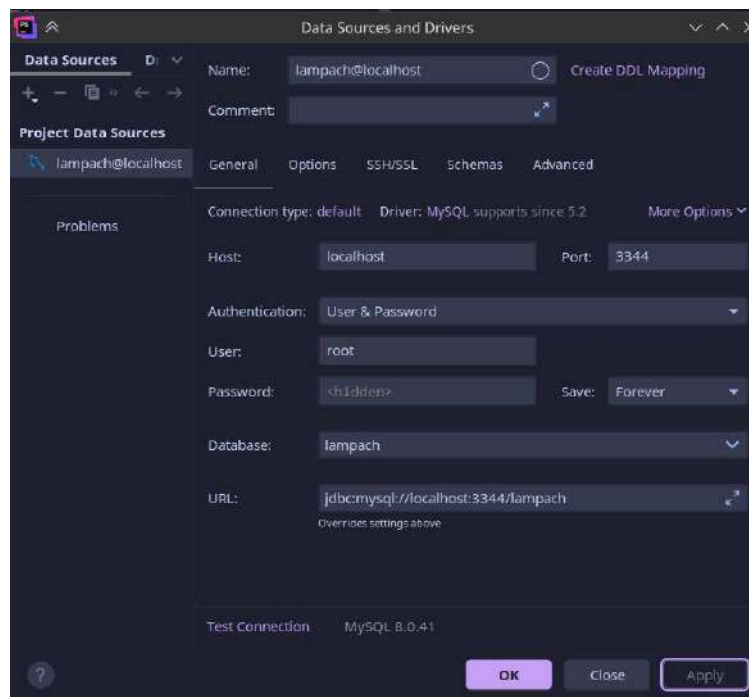 PS
Data Sources and Drivers
Data Sources
Name: lampach@localhost Create DDL Mapping
Comment:
Project Data Sources
lampach@localhost
General Options SSH/SSL Schemas Advanced
Problems
Connection type: default Driver: MySQL supports since 5.2 More Options
Host: localhost Port: 3344
Authentication: User & Password
User: root
Password: <hidden> Save: Forever
Database: lampach
URL: jdbc:mysql://localhost:3344/lampach
Overrides settings above
Test Connection MySQL 8.0.41
? OK Close Apply